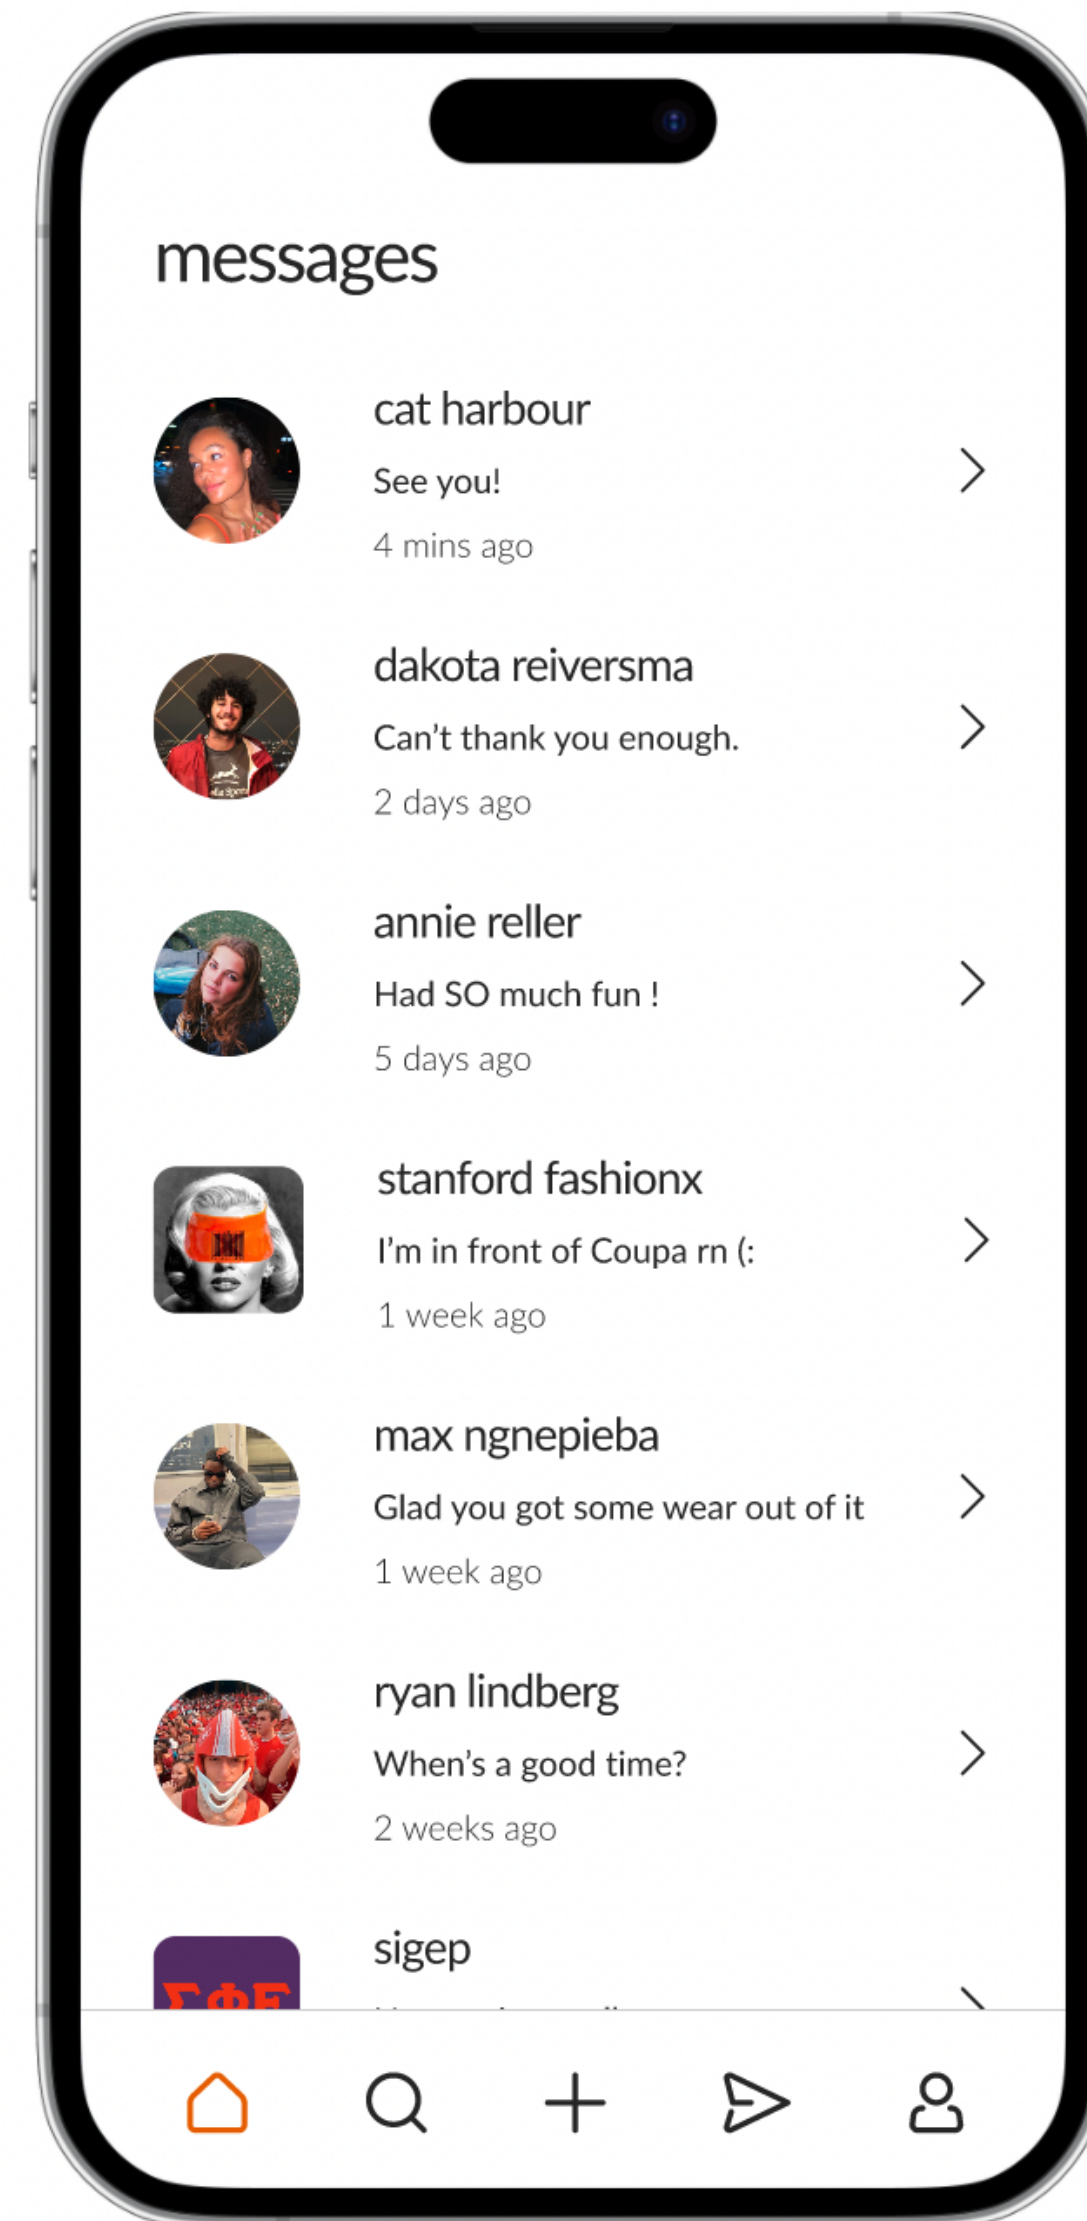 messages
cat harbour
See you!
4 mins ago
dakota reiversma
Can't thank you enough.
2 days ago
annie reller
Had SO much fun !
5 days ago
stanford fashionx
I'm in front of Coupa rn (:
1 week ago
max ngnepieba
Glad you got some wear out of it
1 week ago
ryan lindberg
When's a good time?
2 weeks ago
sigep
ΣΦΕ